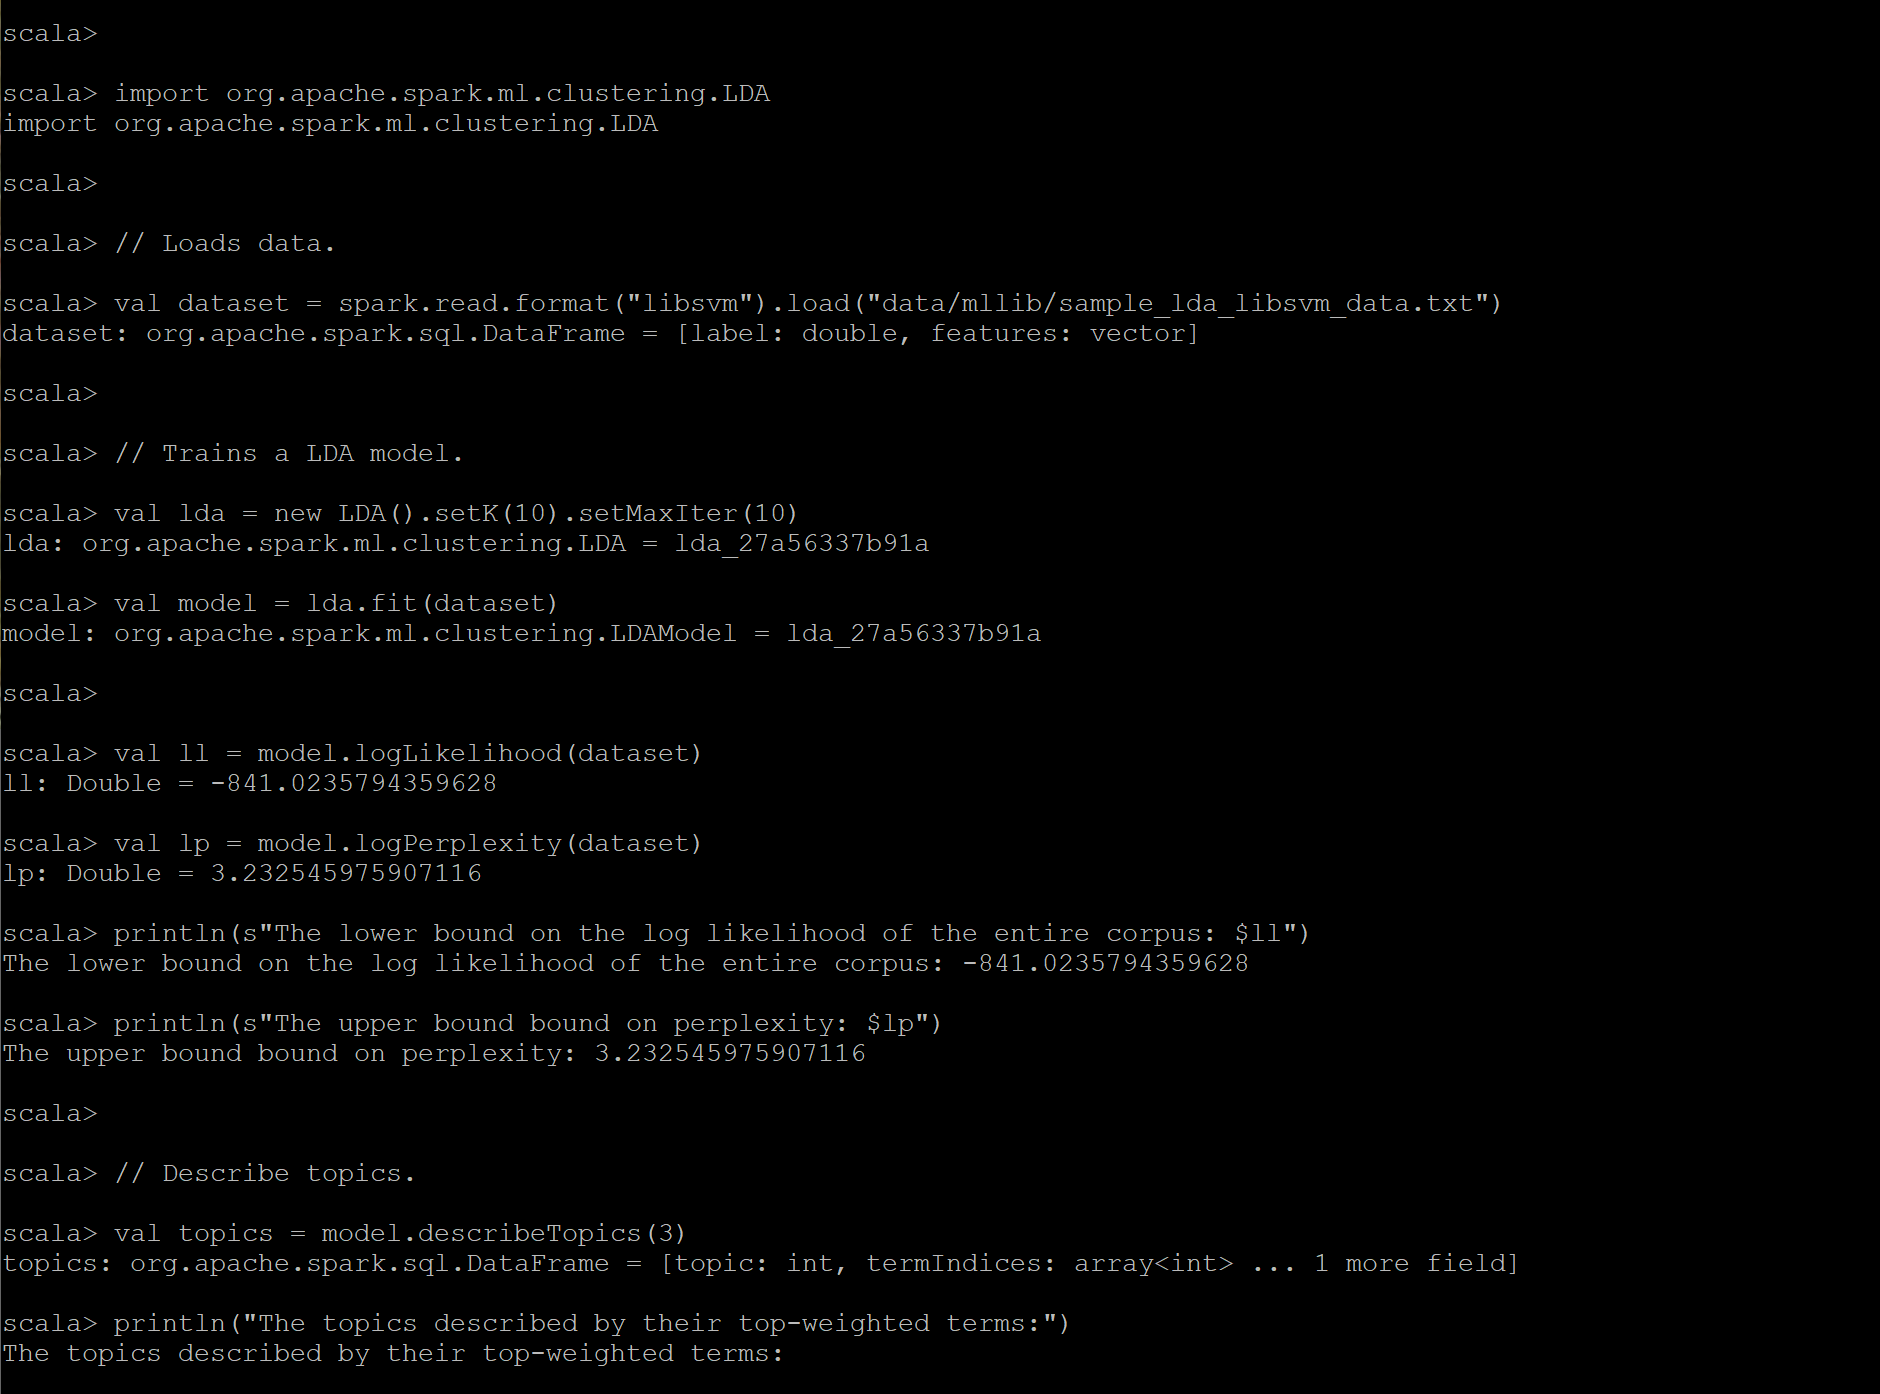 scala>
scala> import org.apache.spark.ml.clustering.LDA
import org.apache.spark.ml.clustering.LDA
scala>
scala> // Loads data.
scala> val dataset = spark.read.format("libsvm").load("data/mllib/sample_lda_libsvm_data.txt")
dataset: org.apache.spark.sql.DataFrame = [label: double, features: vector]
scala>
scala> // Trains a LDA model.
scala> val lda = new LDA().setK(10).setMaxIter(10)
lda: org.apache.spark.ml.clustering.LDA = lda_27a56337b91a
scala> val model = lda.fit(dataset)
model: org.apache.spark.ml.clustering.LDAModel = lda_27a56337b91a
scala>
scala> val ll = model.logLikelihood(dataset)
ll: Double = -841.0235794359628
scala> val lp = model.logPerplexity(dataset)
lp: Double = 3.232545975907116
scala> println(s"The lower bound on the log likelihood of the entire corpus: $ll")
The lower bound on the log likelihood of the entire corpus: -841.0235794359628
scala> println(s"The upper bound bound on perplexity: $lp")
The upper bound bound on perplexity: 3.232545975907116
scala>
scala> // Describe topics.
scala> val topics = model.describeTopics(3)
topics: org.apache.spark.sql.DataFrame = [topic: int, termIndices: array<int> ... 1 more field]
scala> println("The topics described by their top-weighted terms:")
The topics described by their top-weighted terms: